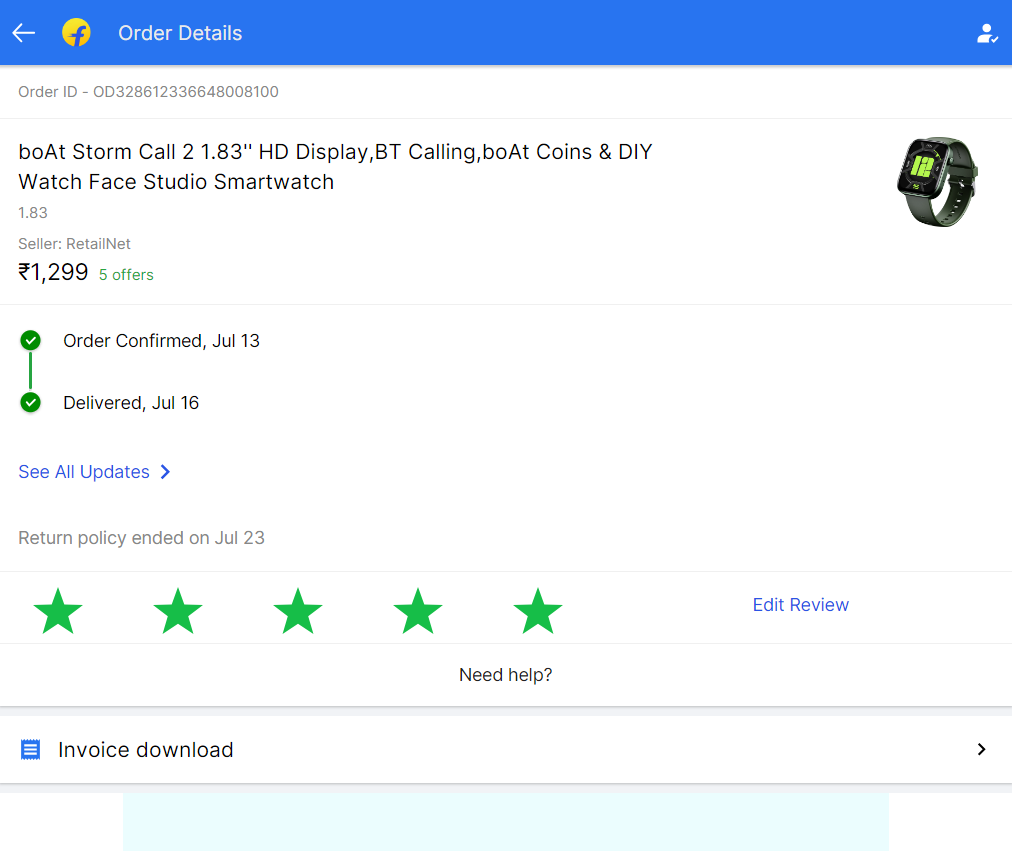 Order Details
Order ID - OD328612336648008100
boAt Storm Call 2 1.83'' HD Display,BT Calling,boAt Coins & DIY
Watch Face Studio Smartwatch
1.83
Seller: RetailNet
₹1,299 5 offers
Order Confirmed, Jul 13
Delivered, Jul 16
See All Updates
Return policy ended on Jul 23
Edit Review
Need help?
Invoice download